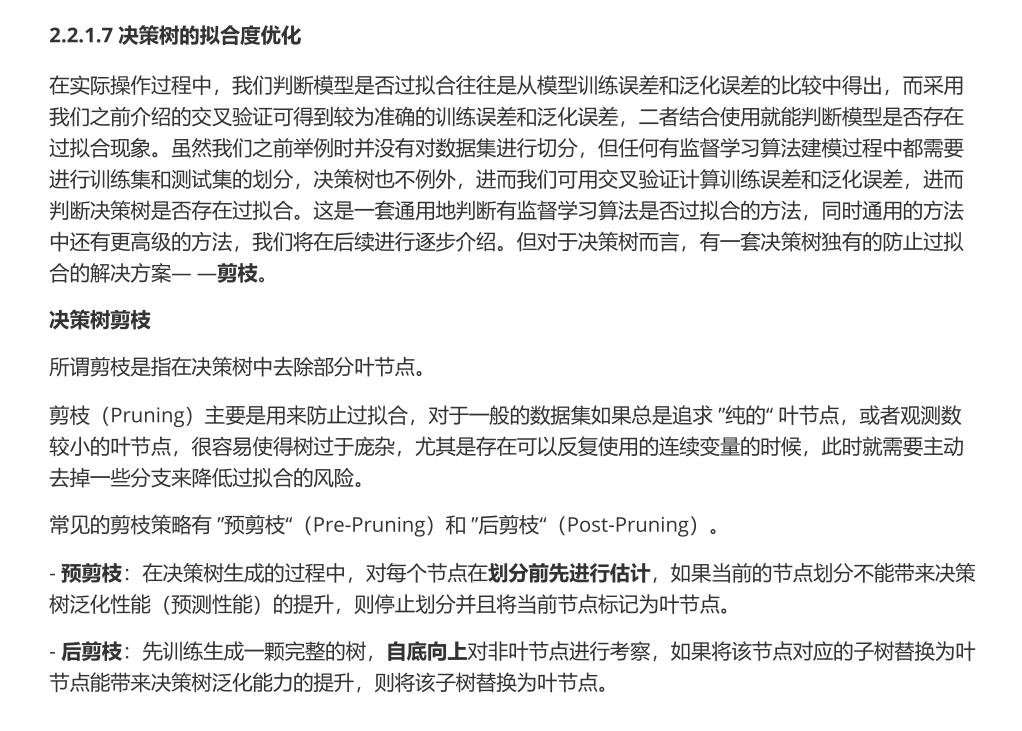 2.2.1.7 决策树的拟合度优化
在实际操作过程中，我们判断模型是否过拟合往往是从模型训练误差和泛化误差的比较中得出，而采用
我们之前介绍的交叉验证可得到较为准确的训练误差和泛化误差，二者结合使用就能判断模型是否存在
过拟合现象。虽然我们之前举例时并没有对数据集进行切分，但任何有监督学习算法建模过程中都需要
进行训练集和测试集的划分，决策树也不例外，进而我们可用交叉验证计算训练误差和泛化误差，进而
判断决策树是否存在过拟合。这是一套通用地判断有监督学习算法是否过拟合的方法，同时通用的方法
中还有更高级的方法，我们将在后续进行逐步介绍。但对于决策树而言，有一套决策树独有的防止过拟
合的解决方案— —剪枝。
决策树剪枝
所谓剪枝是指在决策树中去除部分叶节点。
剪枝（Pruning）主要是用来防止过拟合，对于一般的数据集如果总是追求 ”纯的“ 叶节点，或者观测数
较小的叶节点，很容易使得树过于庞杂，尤其是存在可以反复使用的连续变量的时候，此时就需要主动
去掉一些分支来降低过拟合的风险。
常见的剪枝策略有 ”预剪枝“（Pre-Pruning）和 ”后剪枝“（Post-Pruning）。
- 预剪枝：在决策树生成的过程中，对每个节点在划分前先进行估计，如果当前的节点划分不能带来决策
树泛化性能（预测性能）的提升，则停止划分并且将当前节点标记为叶节点。
- 后剪枝：先训练生成一颗完整的树，自底向上对非叶节点进行考察，如果将该节点对应的子树替换为叶
节点能带来决策树泛化能力的提升，则将该子树替换为叶节点。